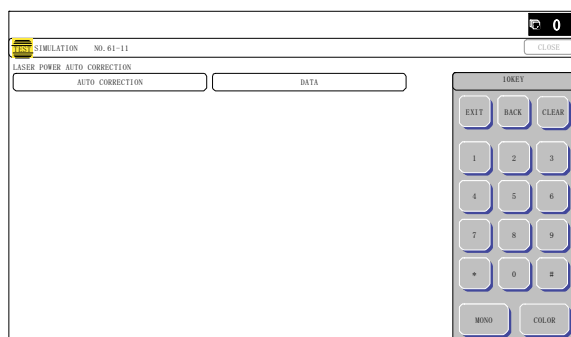 0
TEST SIMULATION NO. 61-11
CLOSE
LASER POWER AUTO CORRECTION
AUTO CORRECTION DATA
10KEY
EXIT BACK CLEAR
1 2 3
4 5 6
7 8 9
* 0 #
MONO COLOR